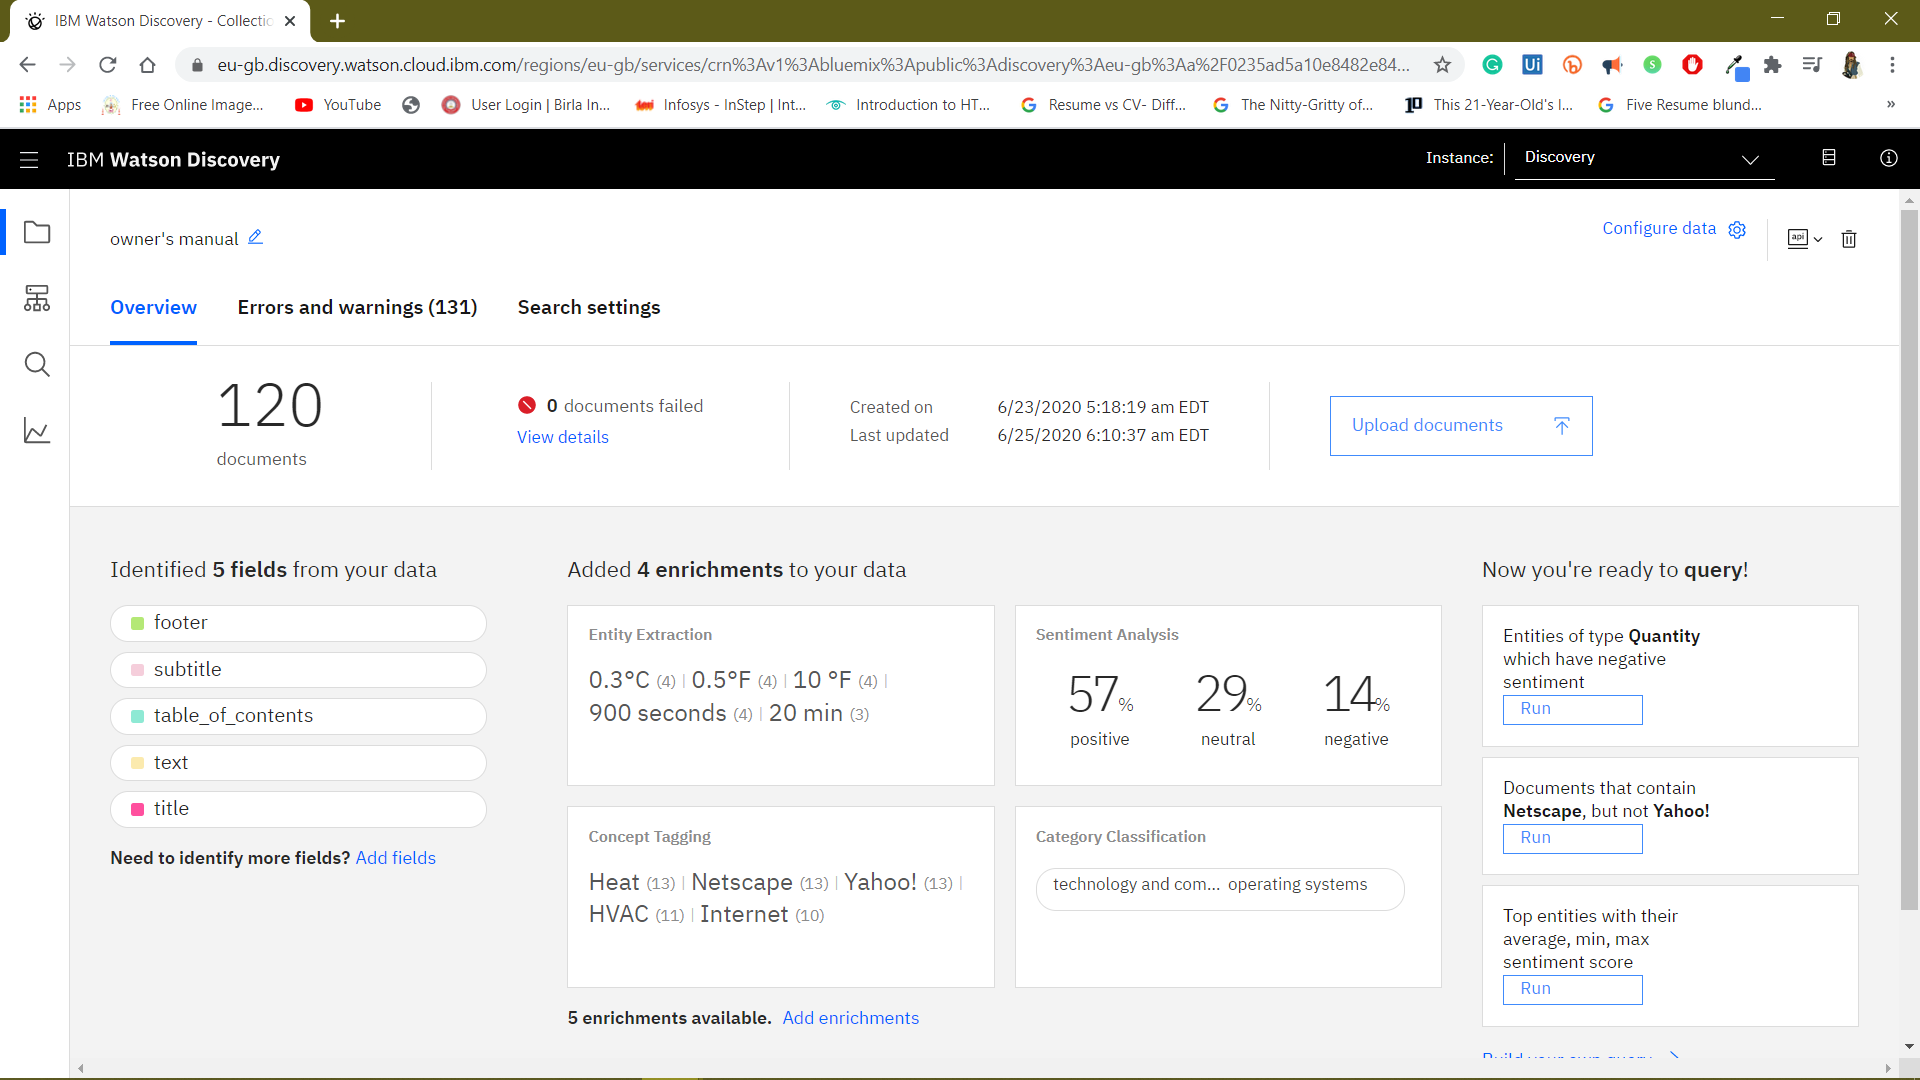 IBM Watson Discovery - Collectio
eu-gb.discovery.watson.cloud.ibm.com/regions/eu-gb/services/crn%3Av1%3Abluemix%3Apublic%3Adiscovery%3Aeu-gb%3Aa%2F0235ad5a10e8482e84...
Apps Free Online Image... YouTube User Login | Birla In... Infosys - InStep | Int... Introduction to HT... Resume vs CV- Diff... The Nitty-Gritty of... This 21-Year-Old's I... Five Resume blund... »
IBM Watson Discovery Instance: Discovery
owner's manual Configure data api
Overview Errors and warnings (131) Search settings
120
documents
0 documents failed
View details
Created on 6/23/2020 5:18:19 am EDT
Last updated 6/25/2020 6:10:37 am EDT
Upload documents
Identified 5 fields from your data
footer
subtitle
table_of_contents
text
title
Need to identify more fields? Add fields
Added 4 enrichments to your data
Entity Extraction
0.3°C (4) | 0.5°F (4) | 10 °F (4) |
900 seconds (4) | 20 min (3)
Sentiment Analysis
57% 29% 14%
positive neutral negative
Concept Tagging
Heat (13) | Netscape (13) | Yahoo! (13) |
HVAC (11) | Internet (10)
Category Classification
technology and com... operating systems
5 enrichments available. Add enrichments
Now you're ready to query!
Entities of type Quantity
which have negative
sentiment
Run
Documents that contain
Netscape, but not Yahoo!
Run
Top entities with their
average, min, max
sentiment score
Run
Build your own query